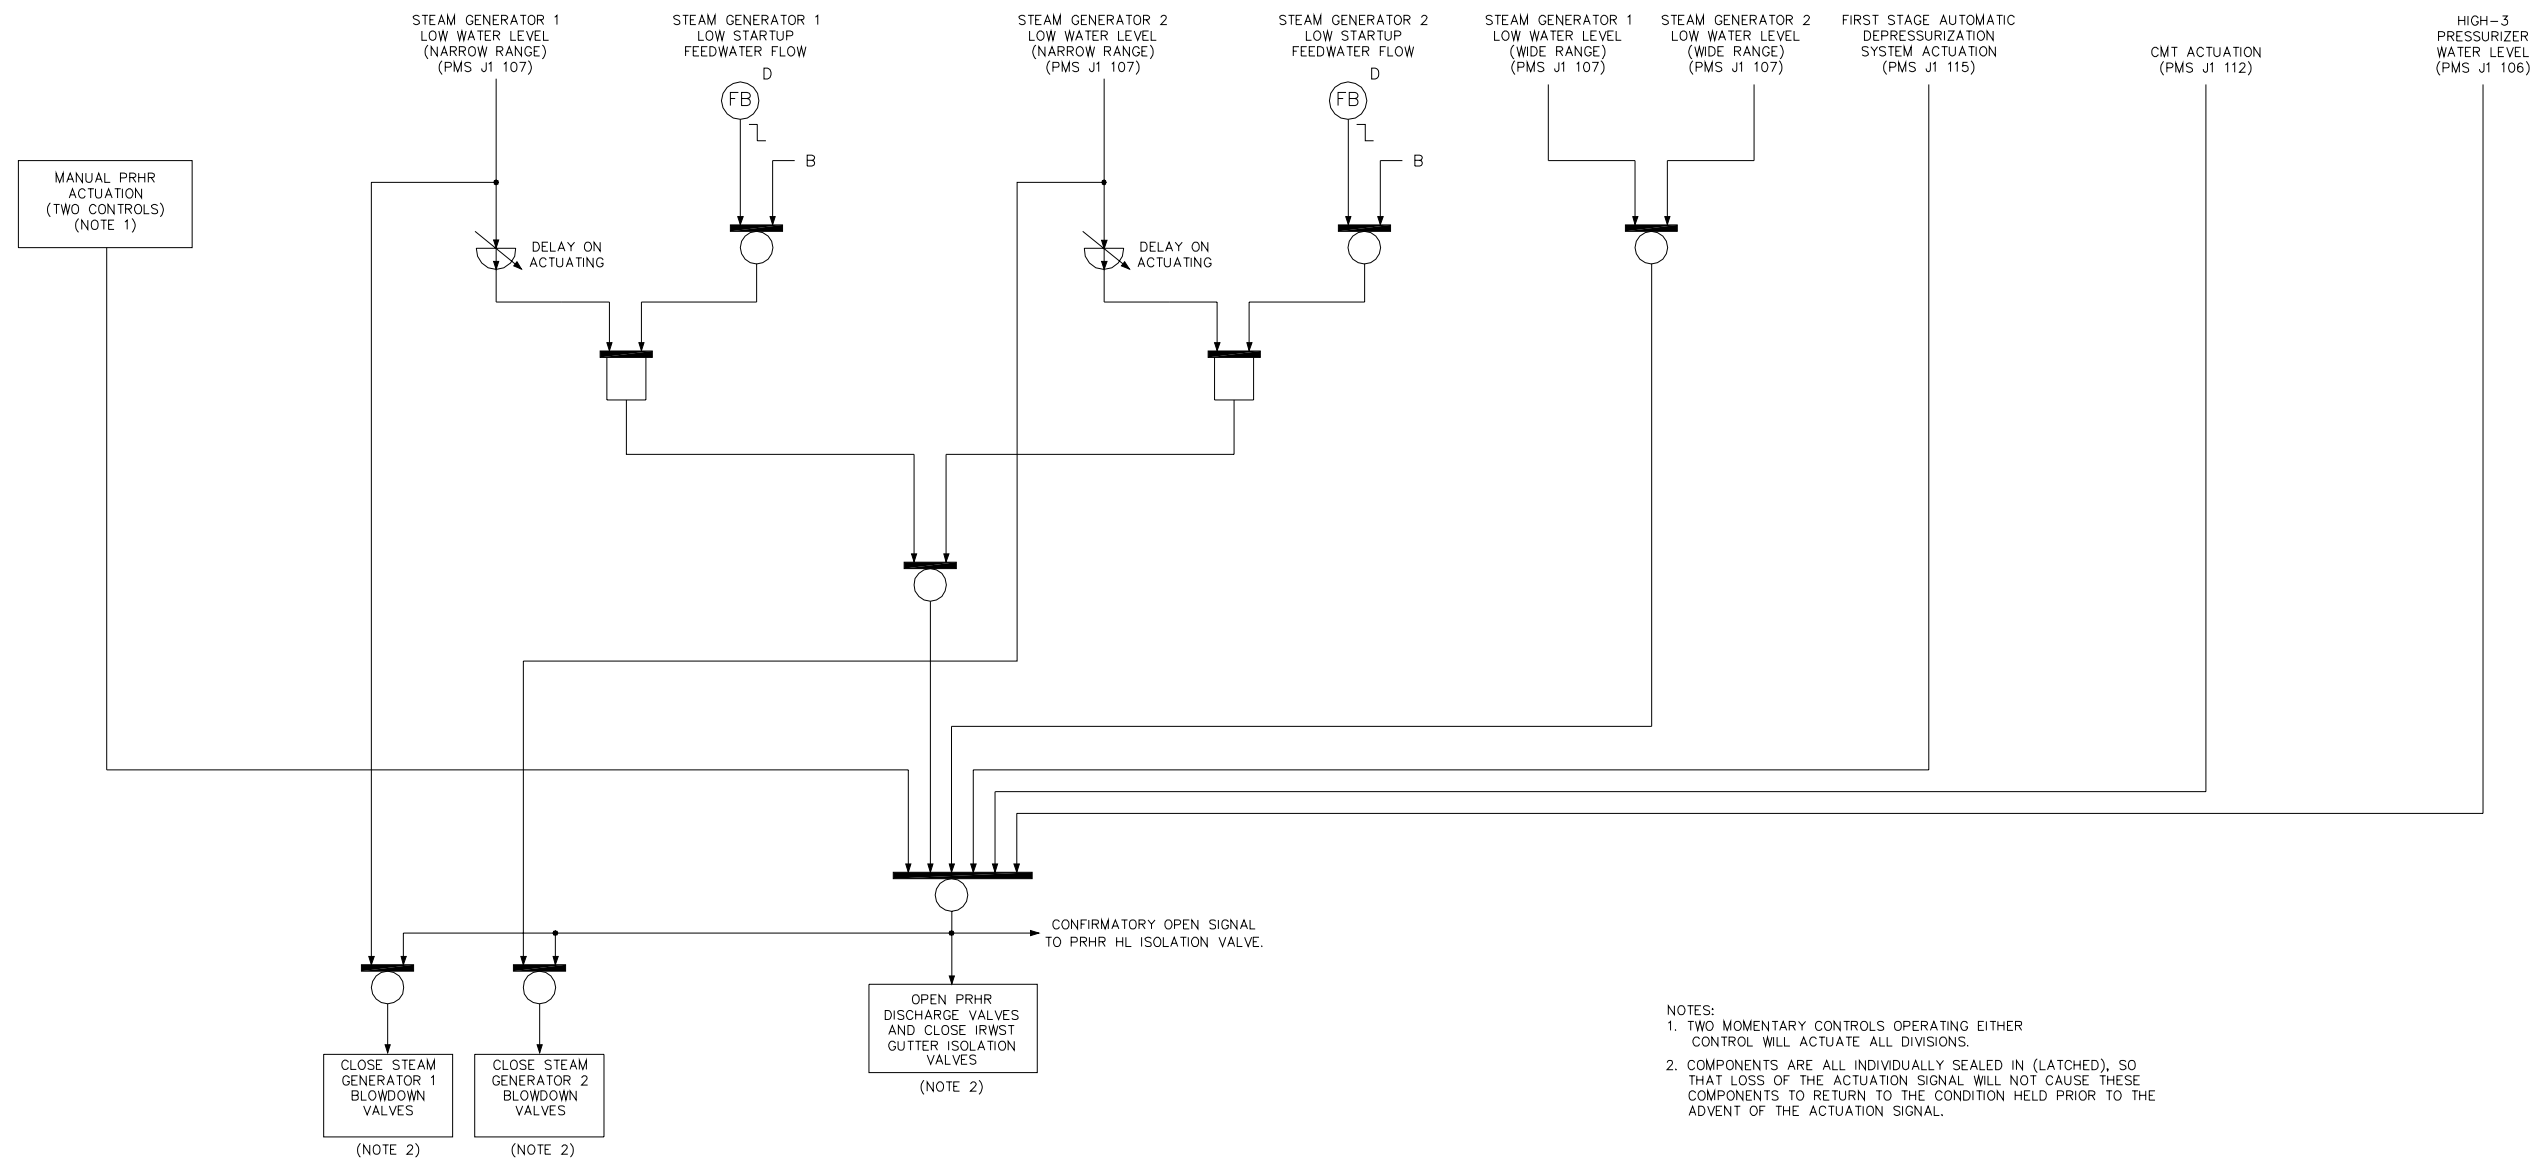 STEAM GENERATOR 1
LOW WATER LEVEL
(NARROW RANGE)
(PMS J1 107)
STEAM GENERATOR 1
LOW STARTUP
FEEDWATER FLOW
D
FB
B
STEAM GENERATOR 2
LOW WATER LEVEL
(NARROW RANGE)
(PMS J1 107)
STEAM GENERATOR 2
LOW STARTUP
FEEDWATER FLOW
D
FB
B
STEAM GENERATOR 1
LOW WATER LEVEL
(WIDE RANGE)
(PMS J1 107)
STEAM GENERATOR 2
LOW WATER LEVEL
(WIDE RANGE)
(PMS J1 107)
FIRST STAGE AUTOMATIC
DEPRESSURIZATION
SYSTEM ACTUATION
(PMS J1 115)
CMT ACTUATION
(PMS J1 112)
HIGH-3
PRESSURIZER
WATER LEVEL
(PMS J1 106)
MANUAL PRHR
ACTUATION
(TWO CONTROLS)
(NOTE 1)
DELAY ON
ACTUATING
DELAY ON
ACTUATING
CONFIRMATORY OPEN SIGNAL
TO PRHR HL ISOLATION VALVE.
OPEN PRHR
DISCHARGE VALVES
AND CLOSE IRWST
GUTTER ISOLATION
VALVES
(NOTE 2)
CLOSE STEAM
GENERATOR 1
BLOWDOWN
VALVES
(NOTE 2)
CLOSE STEAM
GENERATOR 2
BLOWDOWN
VALVES
(NOTE 2)
NOTES:
1. TWO MOMENTARY CONTROLS OPERATING EITHER
CONTROL WILL ACTUATE ALL DIVISIONS.
2. COMPONENTS ARE ALL INDIVIDUALLY SEALED IN (LATCHED), SO
THAT LOSS OF THE ACTUATION SIGNAL WILL NOT CAUSE THESE
COMPONENTS TO RETURN TO THE CONDITION HELD PRIOR TO THE
ADVENT OF THE ACTUATION SIGNAL.